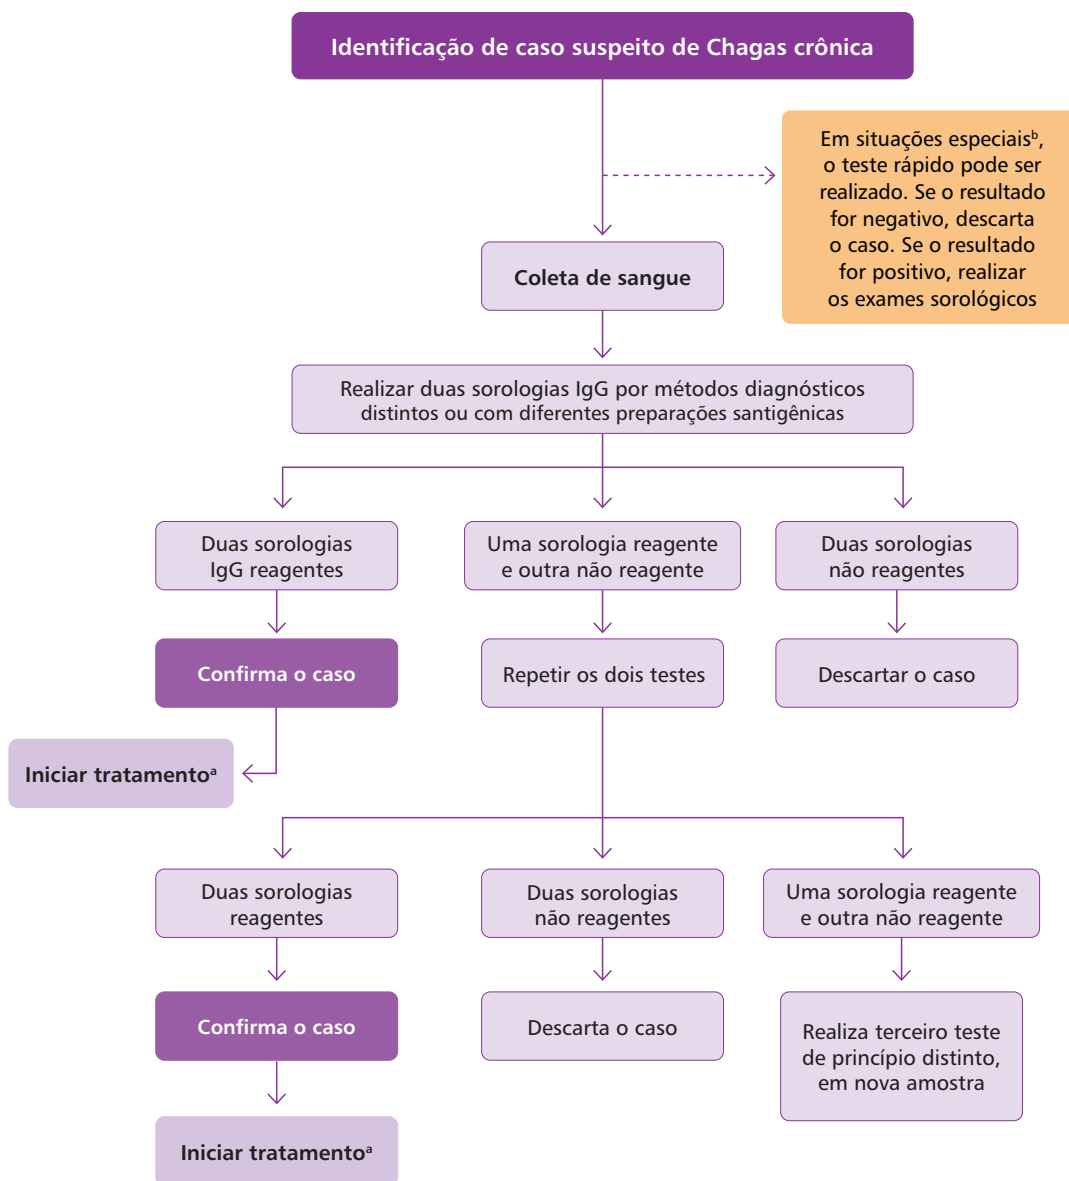 Identificação de caso suspeito de Chagas crônica
Em situações especiaisᵇ,
o teste rápido pode ser
realizado. Se o resultado
for negativo, descarta
o caso. Se o resultado
for positivo, realizar
os exames sorológicos
Coleta de sangue
Realizar duas sorologias IgG por métodos diagnósticos
distintos ou com diferentes preparações santigênicas
Duas sorologias
IgG reagentes
Uma sorologia reagente
e outra não reagente
Duas sorologias
não reagentes
Confirma o caso
Repetir os dois testes
Descartar o caso
Iniciar tratamentoᵃ
Duas sorologias
reagentes
Duas sorologias
não reagentes
Uma sorologia reagente
e outra não reagente
Confirma o caso
Descarta o caso
Realiza terceiro teste
de princípio distinto,
em nova amostra
Iniciar tratamentoᵃ